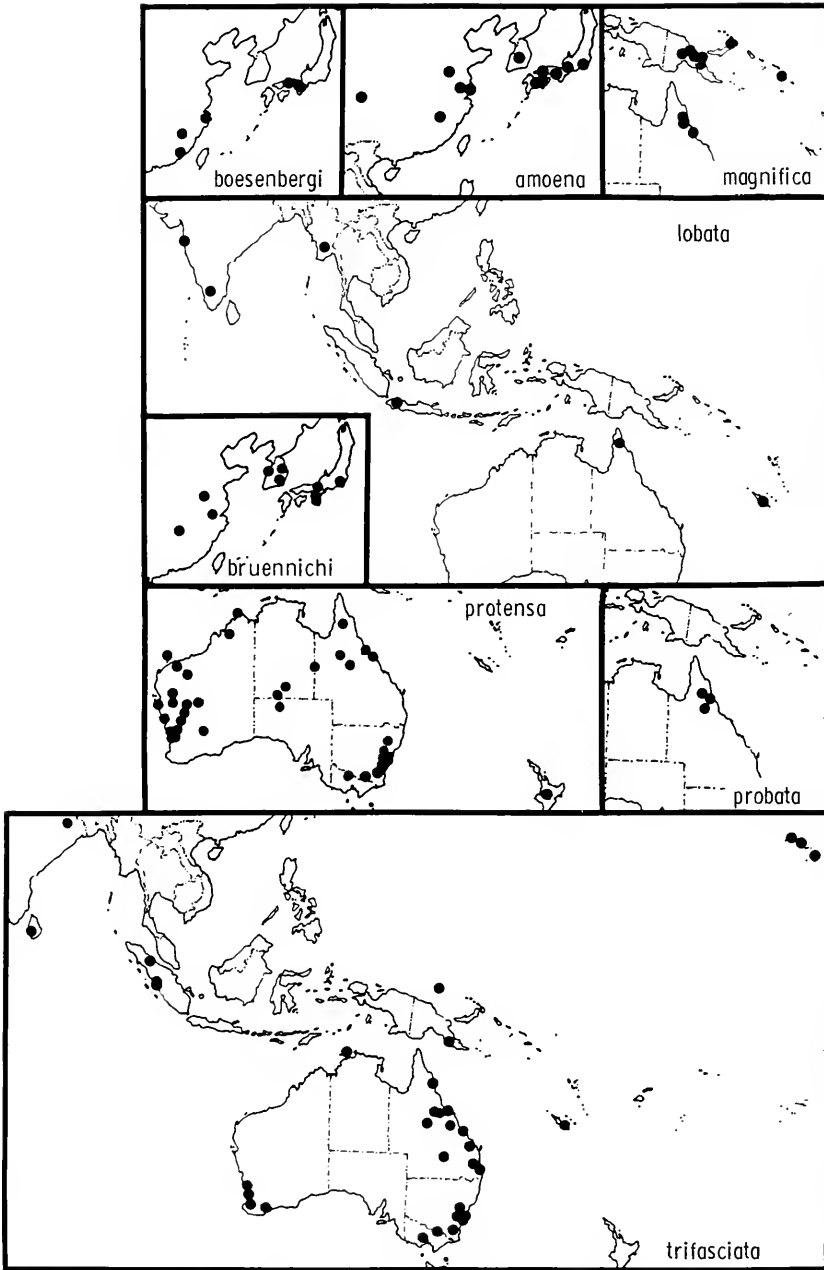 boesenbergi
amoena
magnifica
lobata
bruennichi
protensa
probata
trifasciata